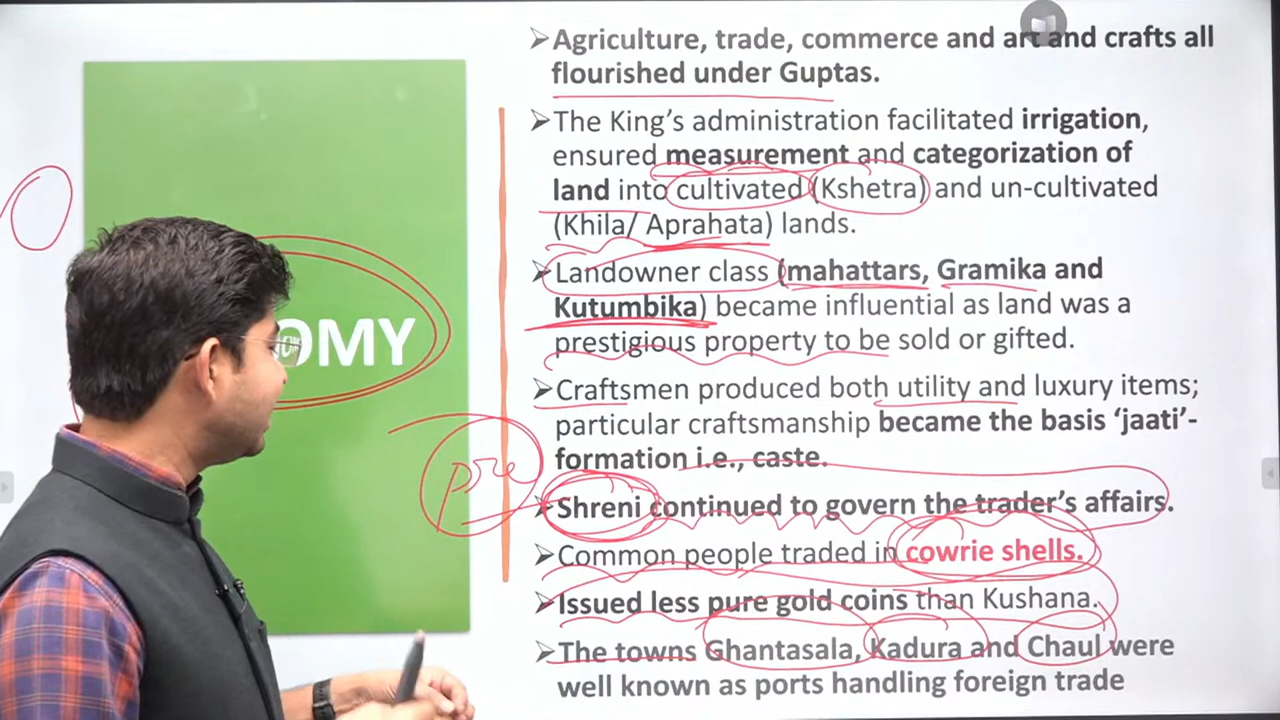 OMY
➤Agriculture, trade, commerce and art and crafts all
flourished under Guptas.
➤The King's administration facilitated irrigation,
ensured measurement and categorization of
land into cultivated (Kshetra) and un-cultivated
(Khila/ Aprahata) lands.
➤Landowner class (mahattars, Gramika and
Kutumbika) became influential as land was a
prestigious property to be sold or gifted.
➤Craftsmen produced both utility and luxury items;
particular craftsmanship became the basis 'jaati'-
formation i.e., caste.
pre
➤Shreni continued to govern the trader's affairs.
➤Common people traded in cowrie shells.
➤Issued less pure gold coins than Kushana.
➤The towns Ghantasala, Kadura and Chaul were
well known as ports handling foreign trade